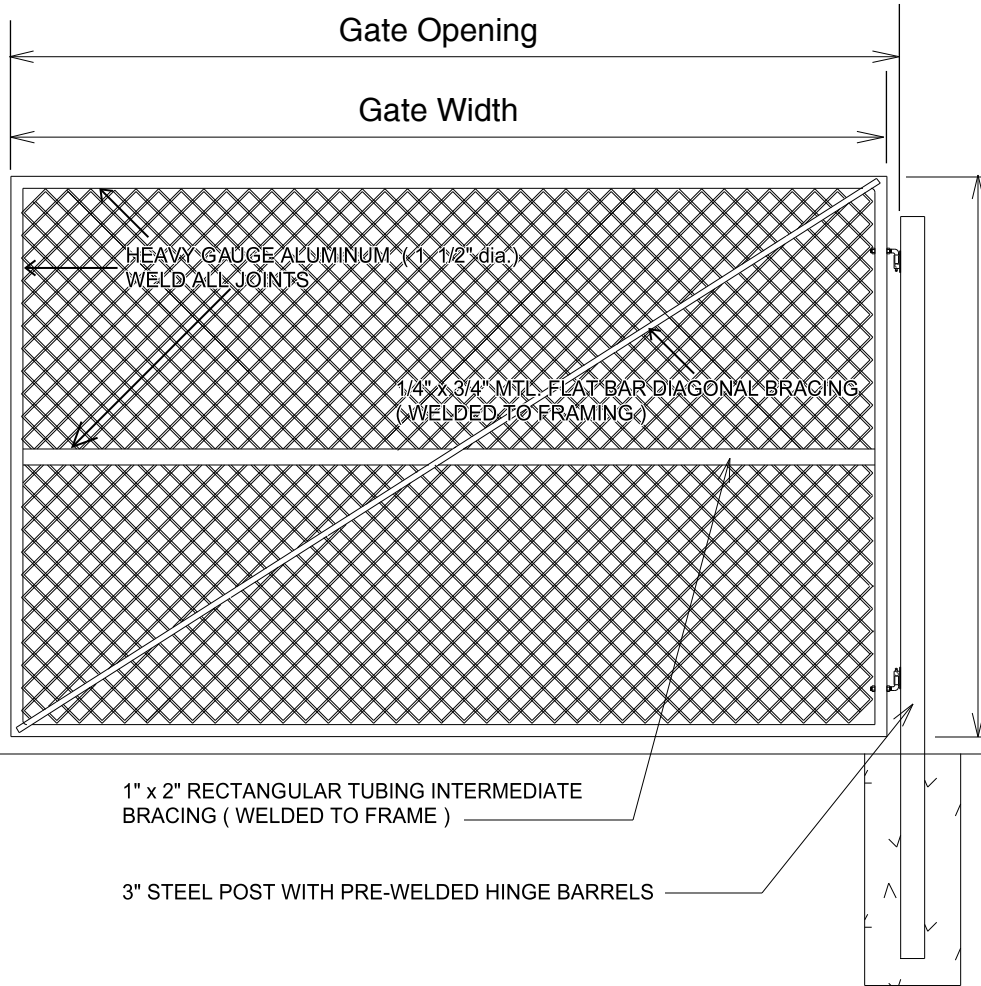 Gate Opening
Gate Width
HEAVY GAUGE ALUMINUM ( 1 1/2" dia.)
WELD ALL JOINTS
1/4" x 3/4" MTL. FLAT BAR DIAGONAL BRACING
( WELDED TO FRAMING )
1" x 2" RECTANGULAR TUBING INTERMEDIATE
BRACING ( WELDED TO FRAME )
3" STEEL POST WITH PRE-WELDED HINGE BARRELS